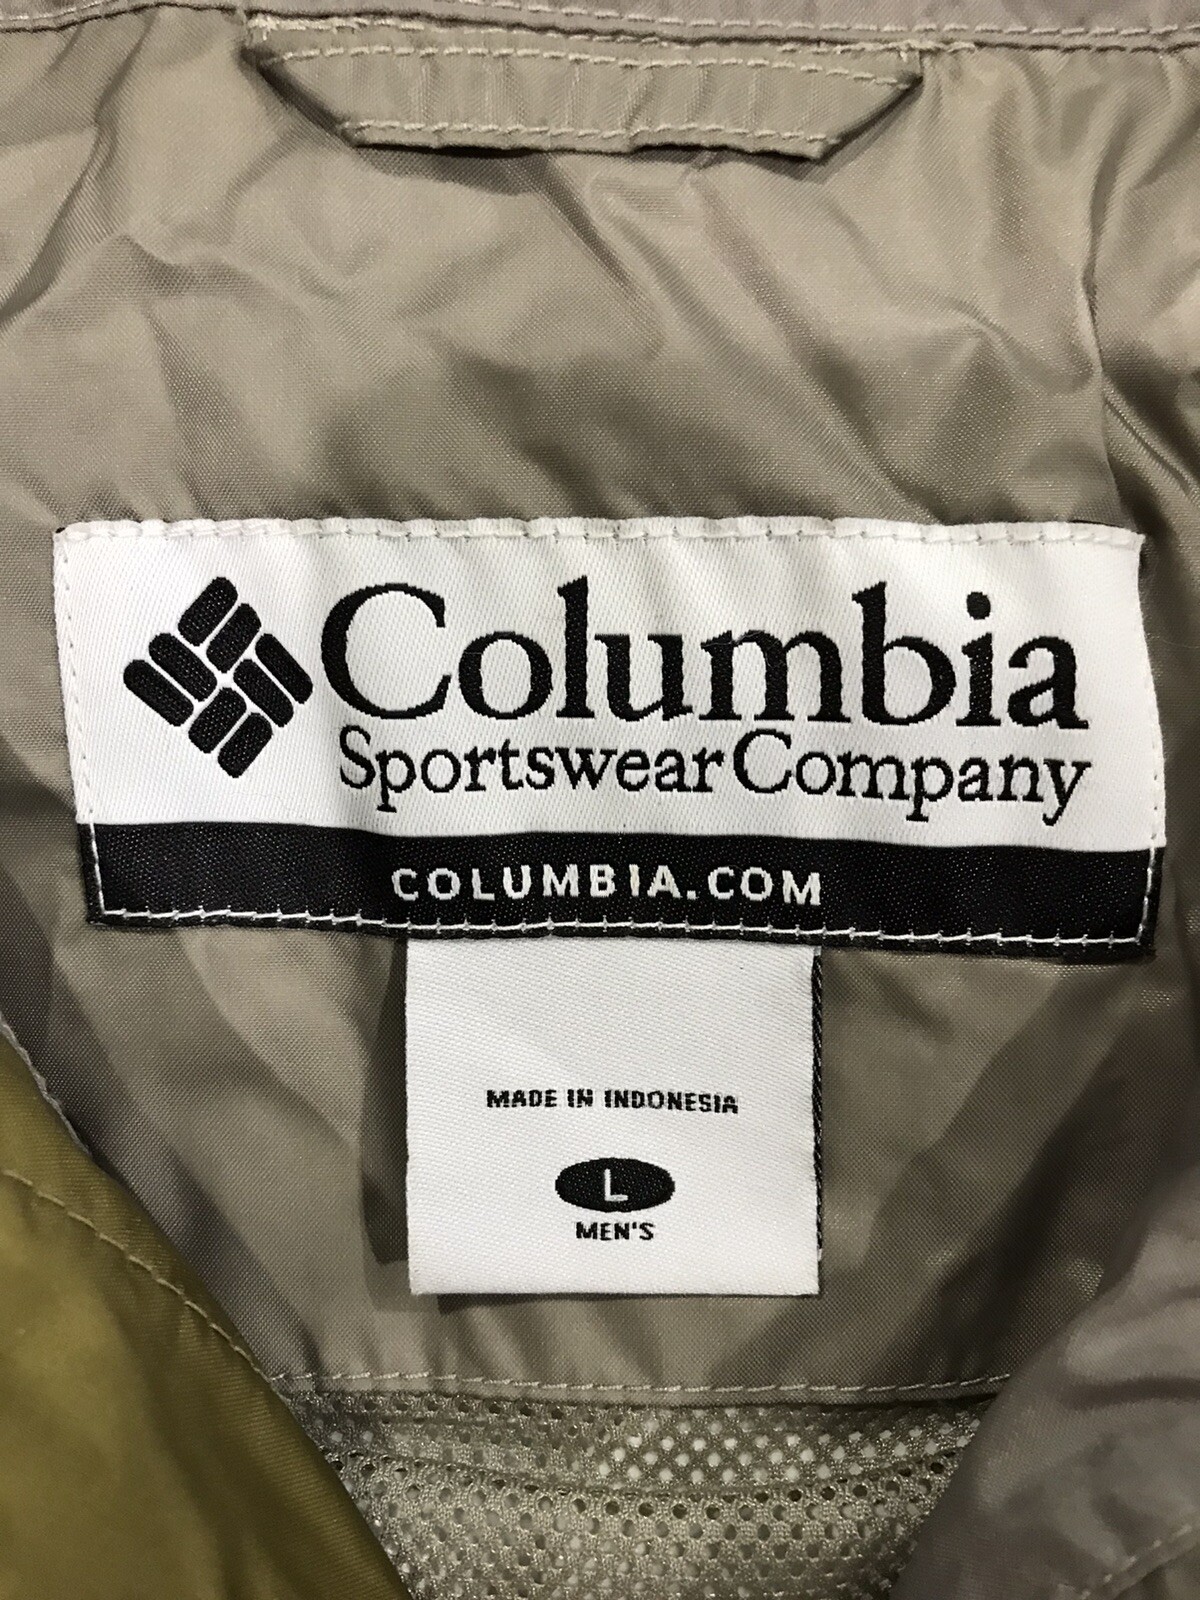 Columbia
Sportswear Company
COLUMBIA.COM
MADE IN INDONESIA
L
MEN'S